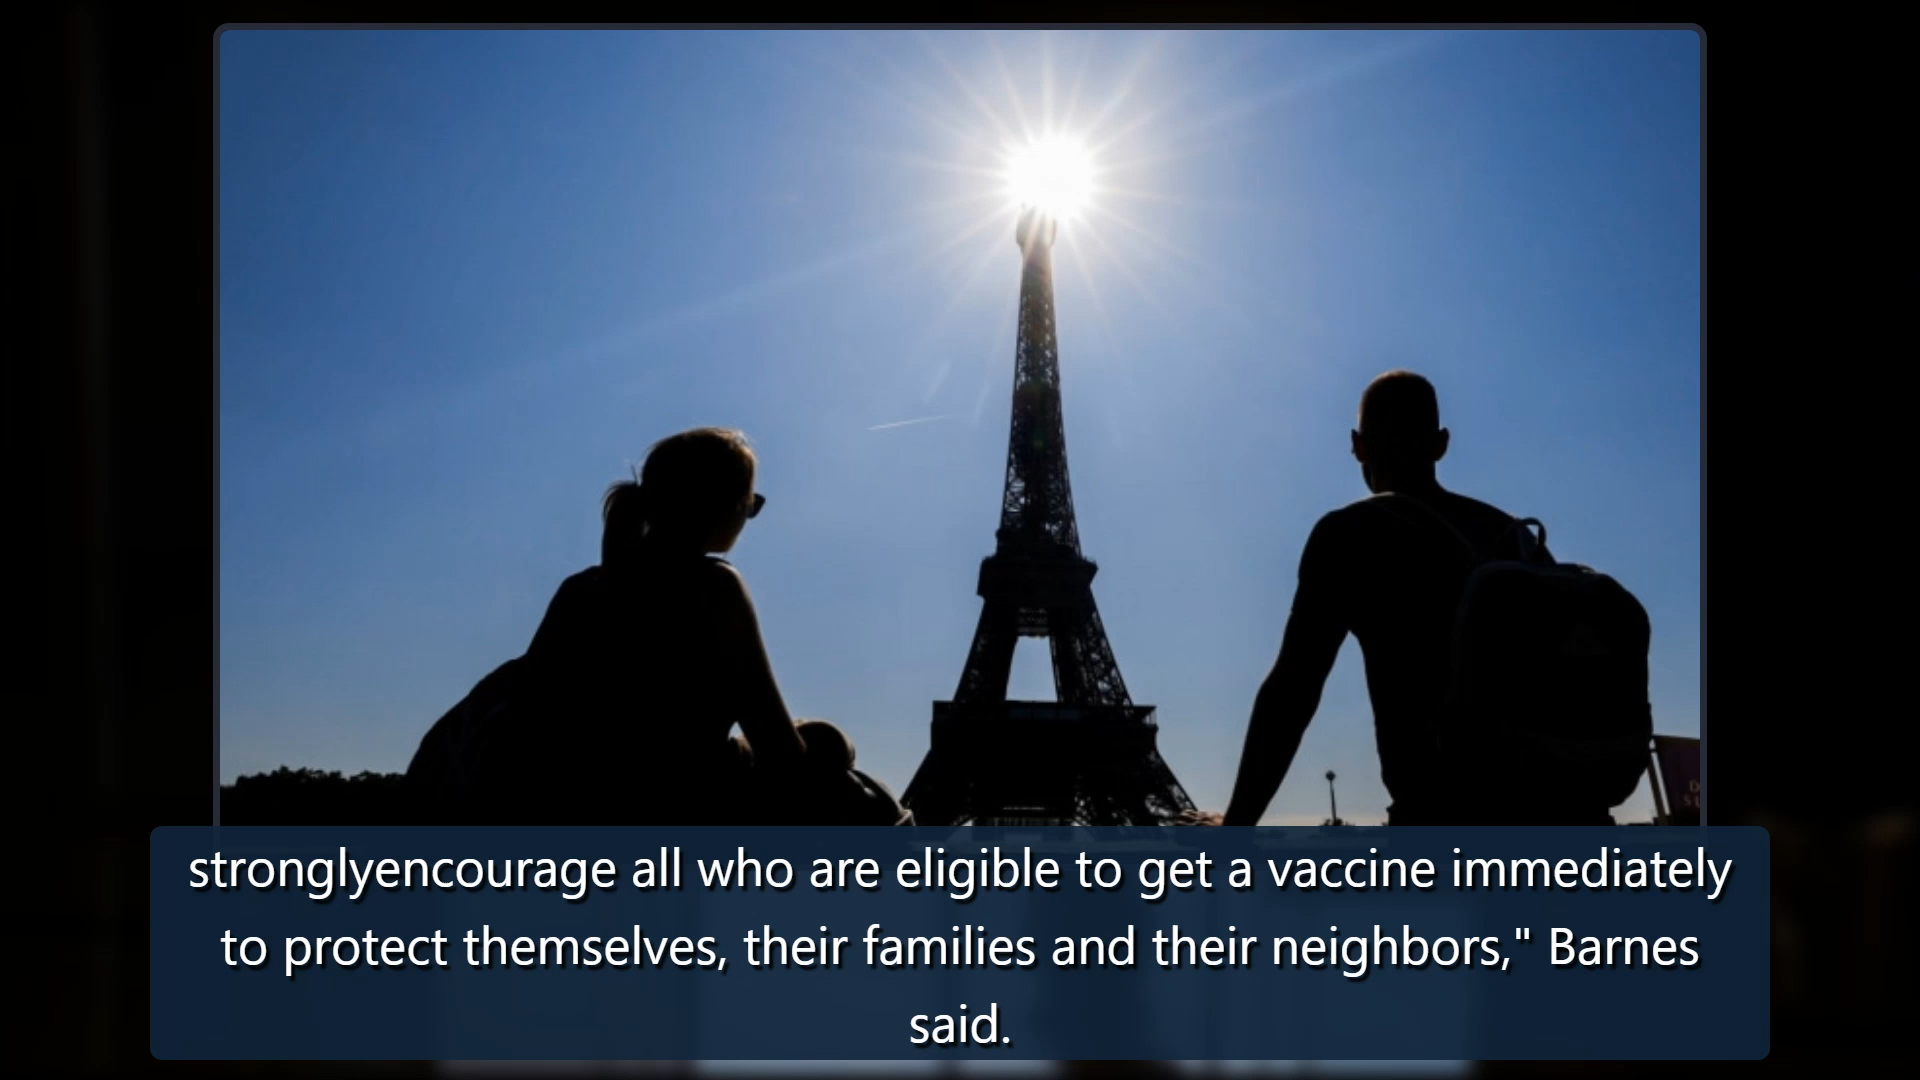 stronglyencourage all who are eligible to get a vaccine immediately
to protect themselves, their families and their neighbors," Barnes
said.